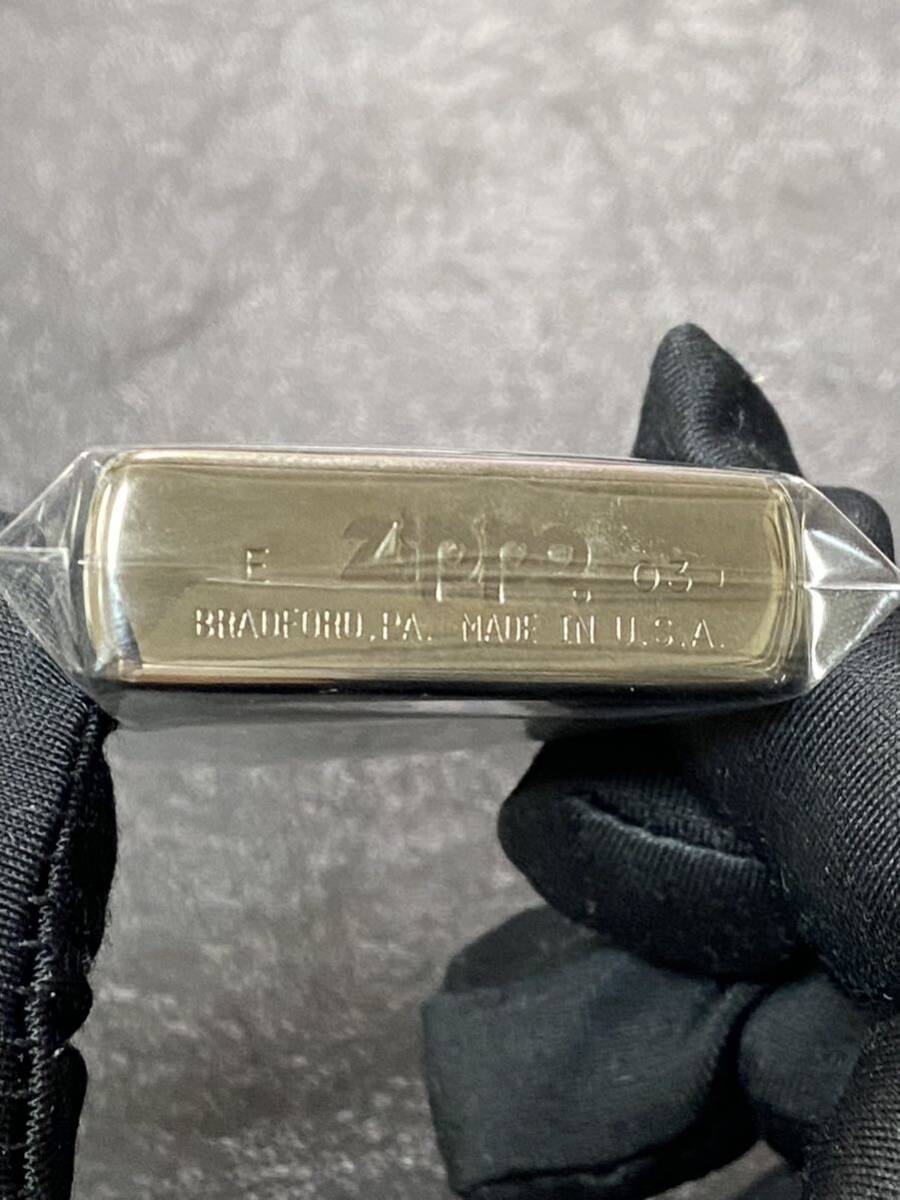 E Zippo 03
BRADFORD, PA. MADE IN U.S.A.